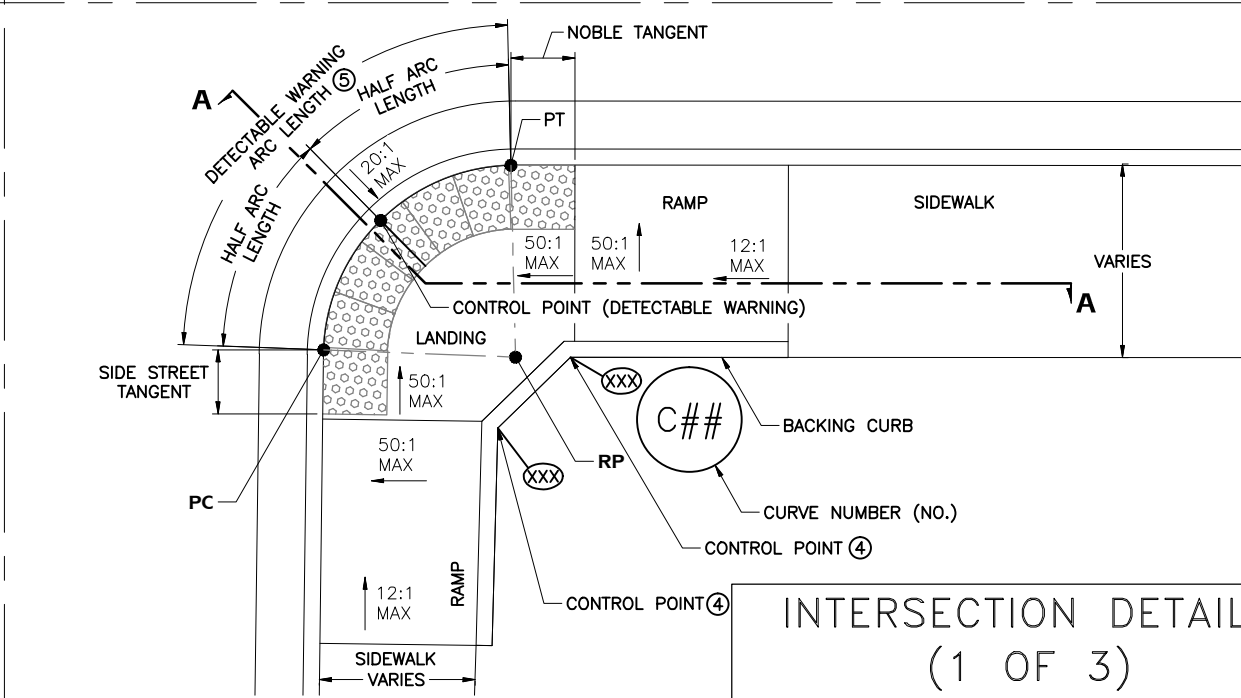 NOBLE TANGENT
DETECTABLE WARNING
ARC LENGTH ⑤
HALF ARC
LENGTH
A
PT
20:1
MAX
HALF ARC
LENGTH
RAMP
SIDEWALK
50:1
MAX
50:1
MAX
12:1
MAX
VARIES
A
CONTROL POINT (DETECTABLE WARNING)
LANDING
SIDE STREET
TANGENT
50:1
MAX
XXX
C##
BACKING CURB
50:1
MAX
RP
XXX
PC
CURVE NUMBER (NO.)
CONTROL POINT ④
RAMP
12:1
MAX
CONTROL POINT ④
INTERSECTION DETAIL
(1 OF 3)
SIDEWALK
VARIES